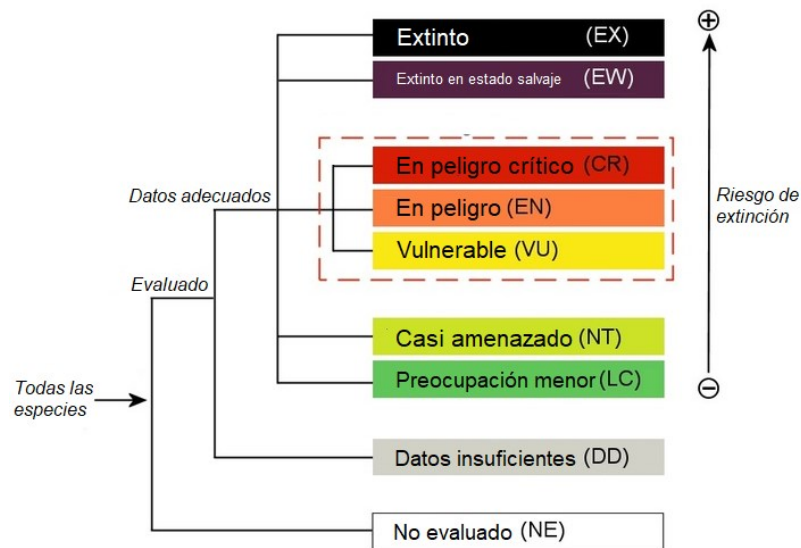 Extinto (EX)
Extinto en estado salvaje (EW)
En peligro crítico (CR)
Datos adecuados
En peligro (EN)
Riesgo de
extinción
Vulnerable (VU)
Evaluado
Casi amenazado (NT)
Todas las
especies
Preocupación menor (LC)
Datos insuficientes (DD)
No evaluado (NE)